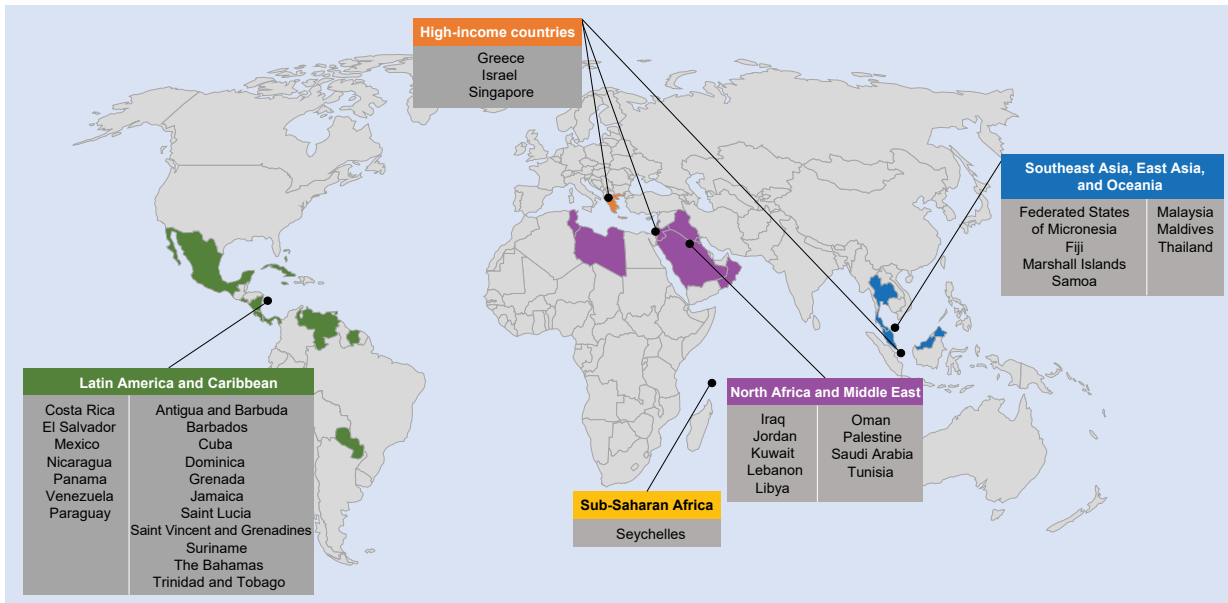 High-income countries
Greece
Israel
Singapore
Southeast Asia, East Asia,
and Oceania
Federated States
of Micronesia
Fiji
Marshall Islands
Samoa
Malaysia
Maldives
Thailand
Latin America and Caribbean
Costa Rica
El Salvador
Mexico
Nicaragua
Panama
Venezuela
Paraguay
Antigua and Barbuda
Barbados
Cuba
Dominica
Grenada
Jamaica
Saint Lucia
Saint Vincent and Grenadines
Suriname
The Bahamas
Trinidad and Tobago
North Africa and Middle East
Iraq
Jordan
Kuwait
Lebanon
Libya
Oman
Palestine
Saudi Arabia
Tunisia
Sub-Saharan Africa
Seychelles